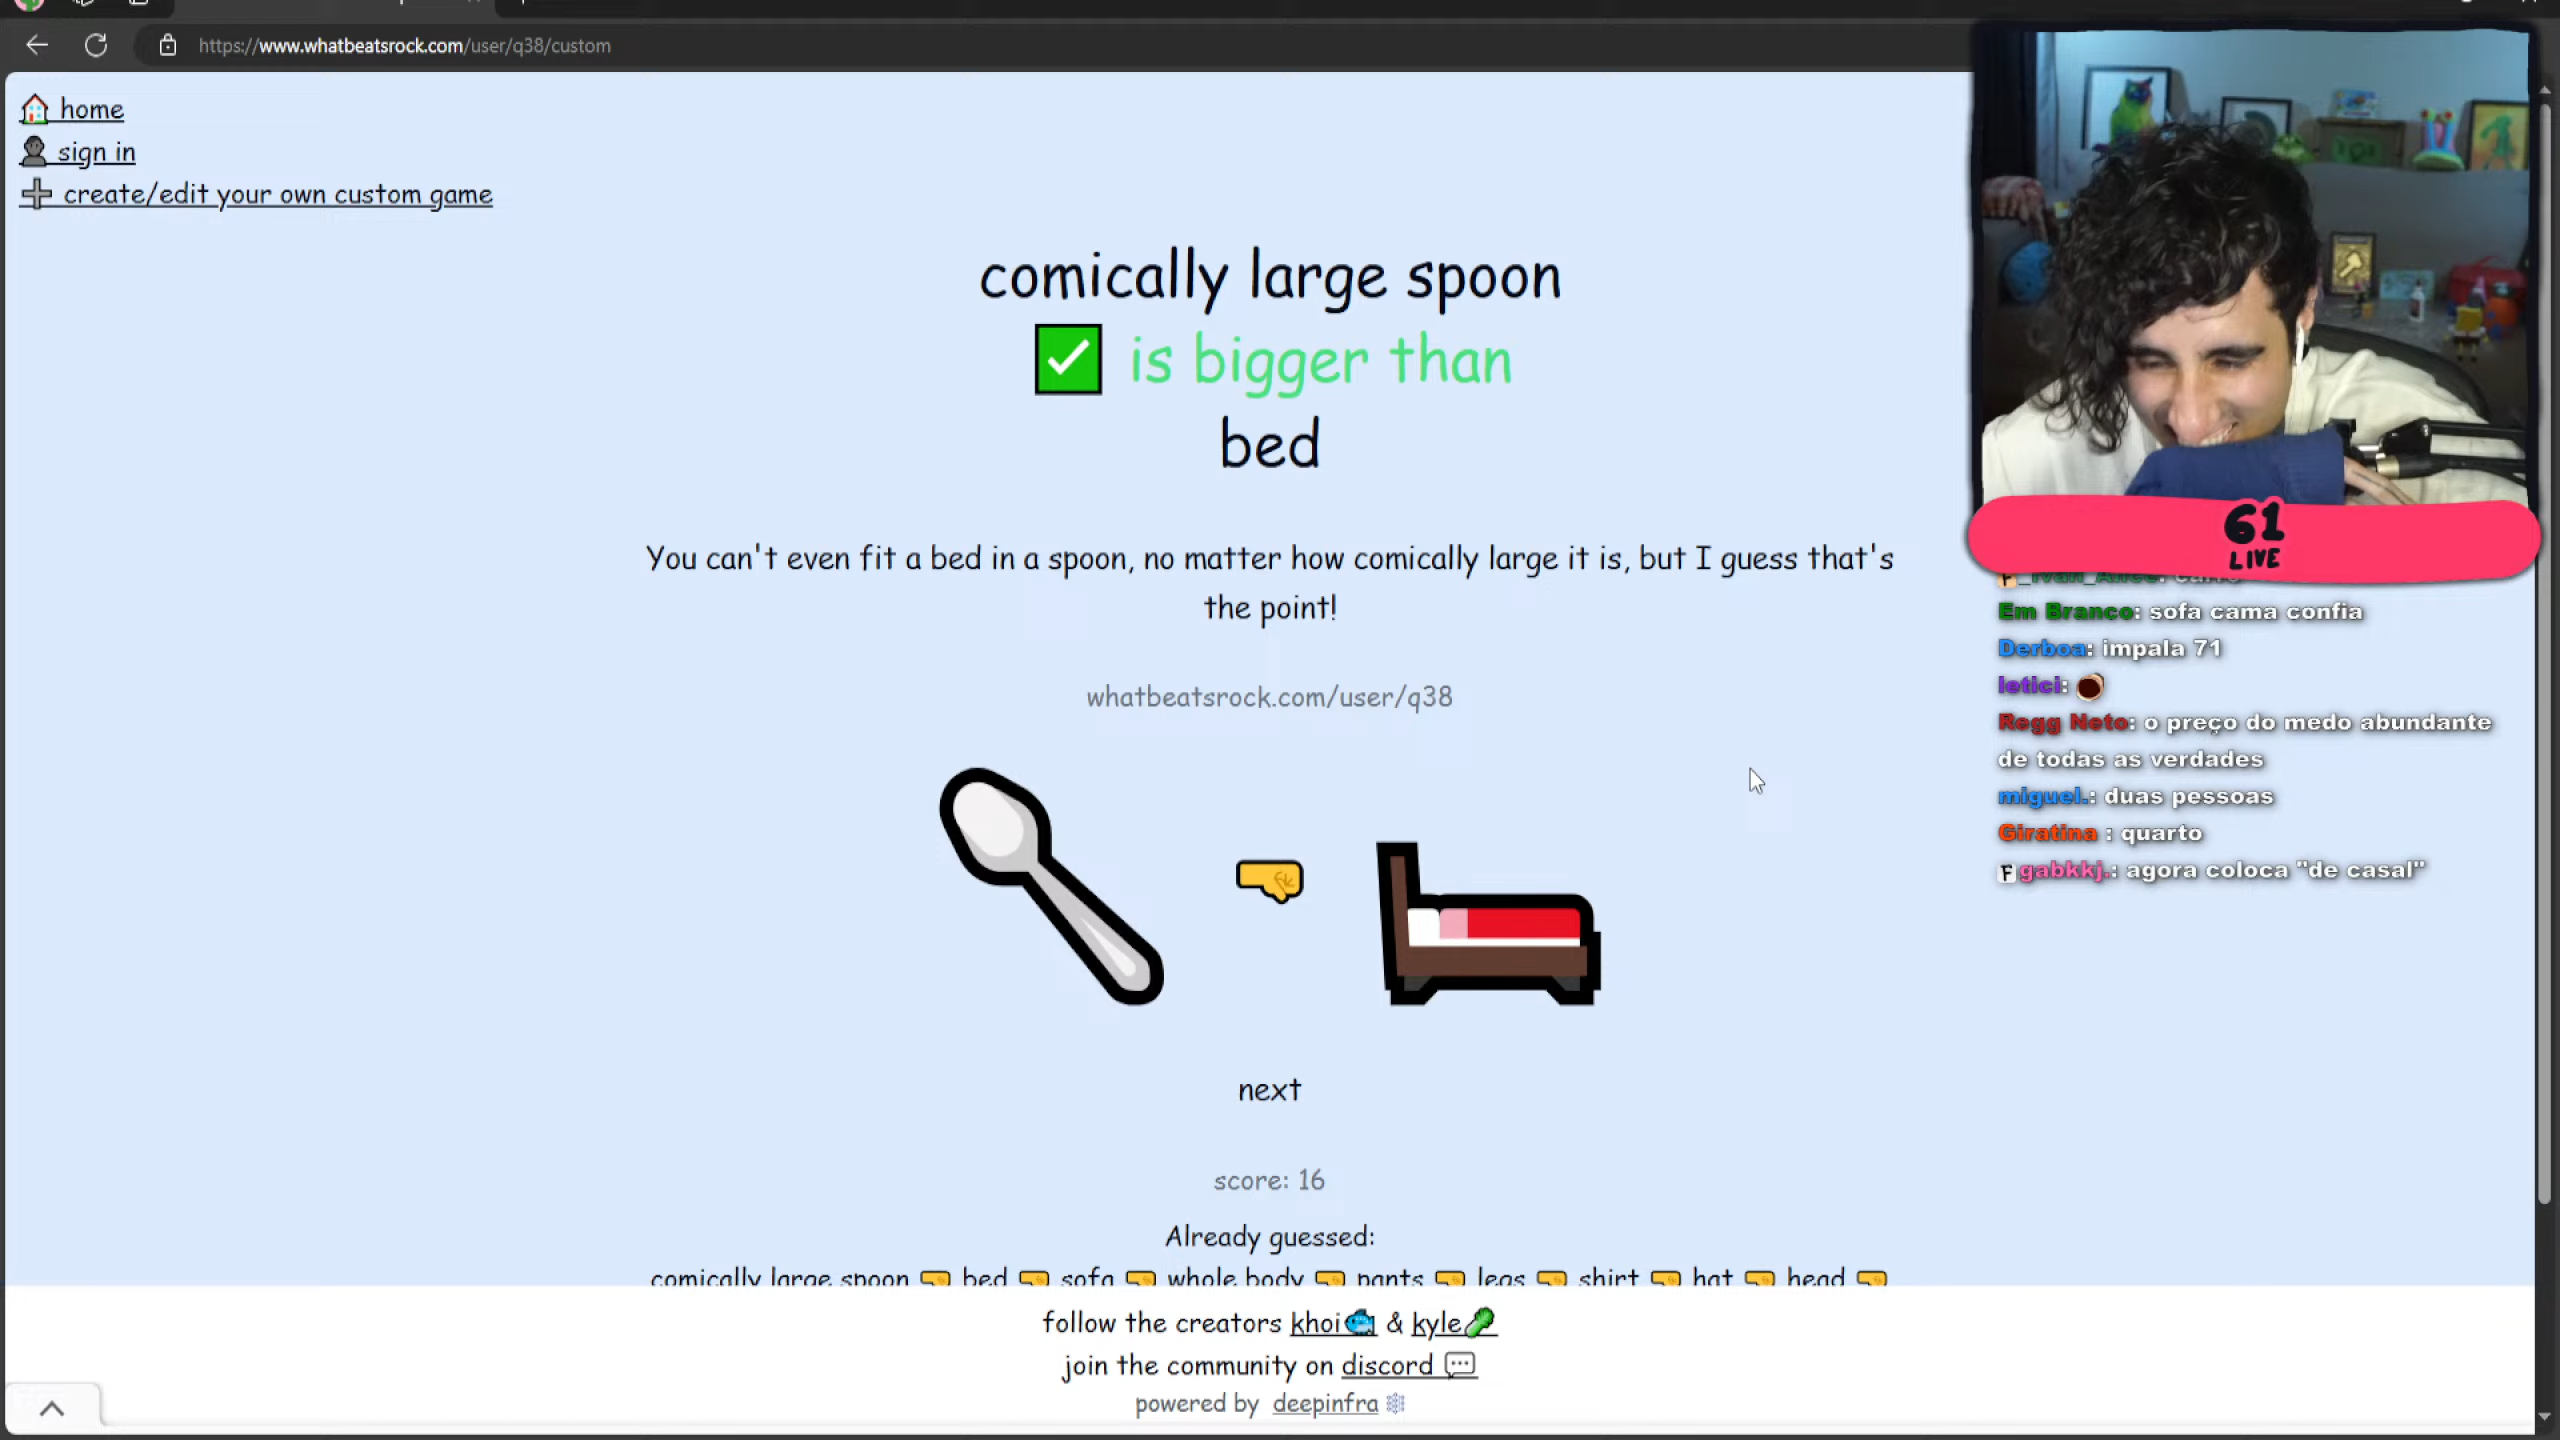 https://www.whatbeatsrock.com/user/q38/custom
home
sign in
create/edit your own custom game
comically large spoon
is bigger than
bed
You can't even fit a bed in a spoon, no matter how comically large it is, but I guess that's
the point!
whatbeatsrock.com/user/q38
next
score: 16
Already guessed:
comically large spoon bed sofa whole body pants legs shirt hat head
follow the creators khoi & kyle
join the community on discord
powered by deepinfra
61
LIVE
Em Branco: sofa cama confia
Derboa: impala 71
letici:
Regg Neto: o preço do medo abundante
de todas as verdades
miguel.: duas pessoas
Giratina : quarto
gabkkj.: agora coloca "de casal"